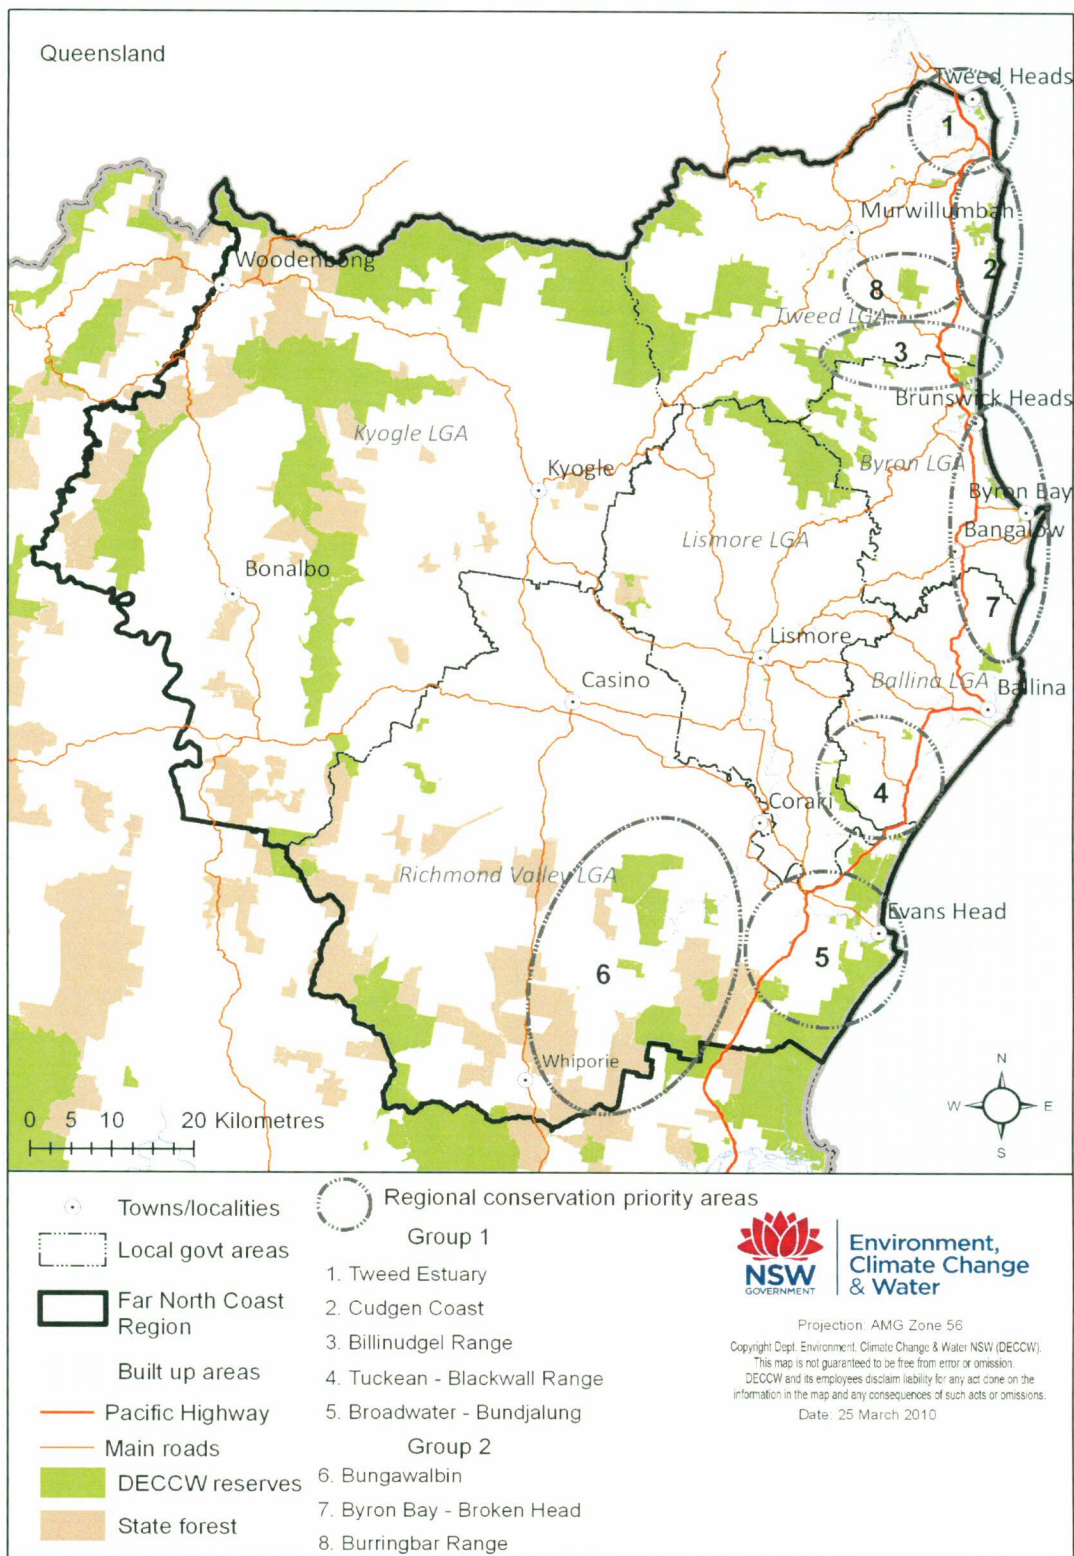 Queensland
Tweed Heads
1
Murwillumbah
2
Woodenbong
8
Tweed LGA
3
Brunswick Heads
Kyogle LGA
Byron LGA
Kyogle
Byron Bay
Bangalow
Lismore LGA
Bonalbo
7
Lismore
Casino
Ballina LGA
Ballina
4
Coraki
Richmond Valley LGA
Evans Head
5
6
Whiporie
N
W E
S
0 5 10 20 Kilometres
Towns/localities
Local govt areas
Far North Coast
Region
Built up areas
Pacific Highway
Main roads
DECCW reserves
State forest
Regional conservation priority areas
Group 1
1. Tweed Estuary
2. Cudgen Coast
3. Billinudgel Range
4. Tuckean - Blackwall Range
5. Broadwater - Bundjalung
Group 2
6. Bungawalbin
7. Byron Bay - Broken Head
8. Burringbar Range
NSW
GOVERNMENT
Environment,
Climate Change
& Water
Projection: AMG Zone 56
Copyright Dept. Environment, Climate Change & Water NSW (DECCW).
This map is not guaranteed to be free from error or omission.
DECCW and its employees disclaim liability for any act done on the
information in the map and any consequences of such acts or omissions.
Date: 25 March 2010